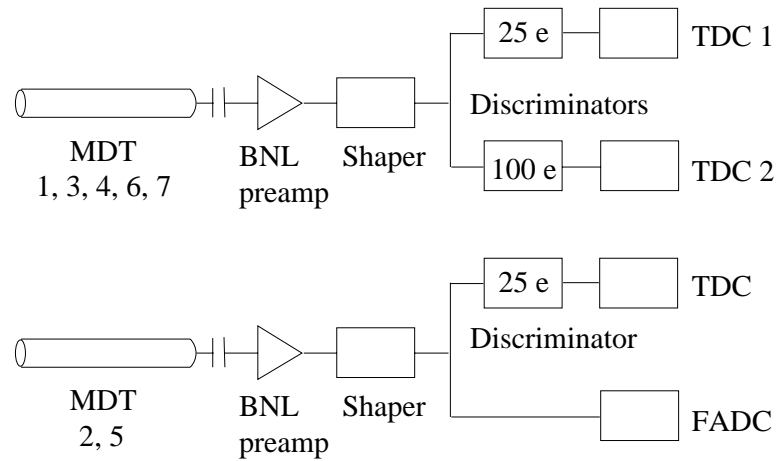 25 e
TDC 1
Discriminators
MDT
1, 3, 4, 6, 7
BNL
preamp
Shaper
100 e
TDC 2
25 e
TDC
Discriminator
MDT
2, 5
BNL
preamp
Shaper
FADC